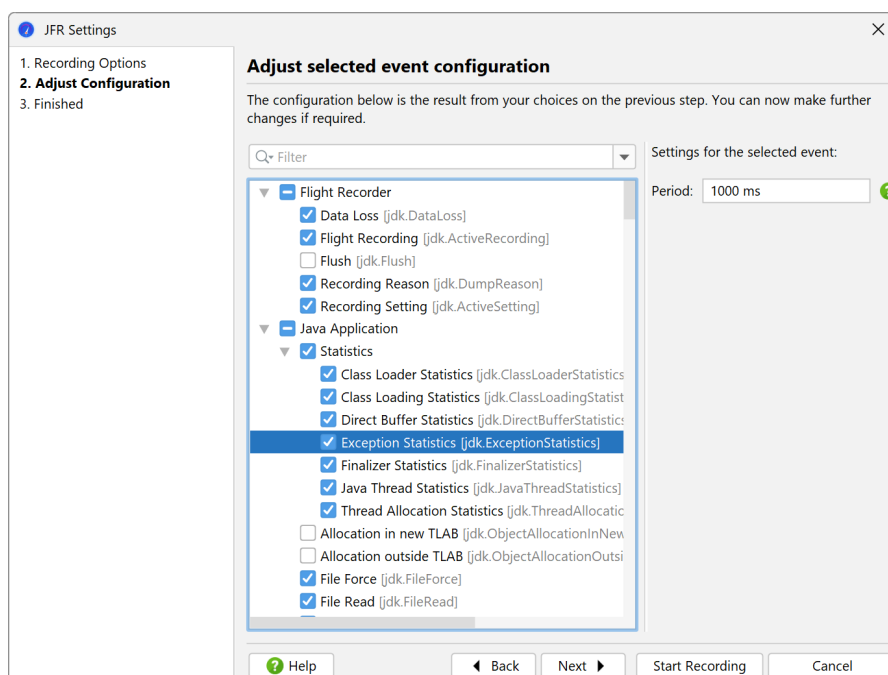 JFR Settings
1. Recording Options
2. Adjust Configuration
3. Finished
Adjust selected event configuration
The configuration below is the result from your choices on the previous step. You can now make further
changes if required.
Filter
Flight Recorder
Data Loss [jdk.DataLoss]
Flight Recording [jdk.ActiveRecording]
Flush [jdk.Flush]
Recording Reason [jdk.DumpReason]
Recording Setting [jdk.ActiveSetting]
Java Application
Statistics
Class Loader Statistics [jdk.ClassLoaderStatistics
Class Loading Statistics [jdk.ClassLoadingStatist
Direct Buffer Statistics [jdk.DirectBufferStatistics
Exception Statistics [jdk.ExceptionStatistics]
Finalizer Statistics [jdk.FinalizerStatistics]
Java Thread Statistics [jdk.JavaThreadStatistics]
Thread Allocation Statistics [jdk.ThreadAllocatic
Allocation in new TLAB [jdk.ObjectAllocationInNew
Allocation outside TLAB [jdk.ObjectAllocationOutsi
File Force [jdk.FileForce]
File Read [jdk.FileRead]
Settings for the selected event:
Period: 1000 ms
?
? Help
Back
Next
Start Recording
Cancel